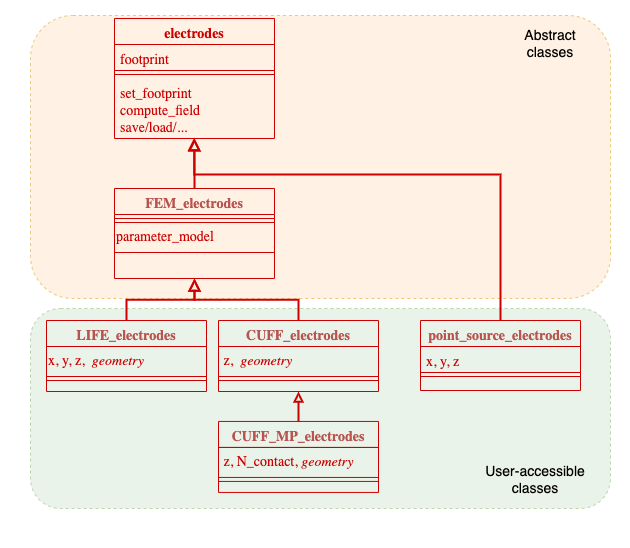 electrodes
Abstract
classes
footprint
set_footprint
compute_field
save/load/...
FEM_electrodes
parameter_model
LIFE_electrodes
x, y, z, geometry
CUFF_electrodes
z, geometry
point_source_electrodes
x, y, z
CUFF_MP_electrodes
z, N_contact, geometry
User-accessible
classes